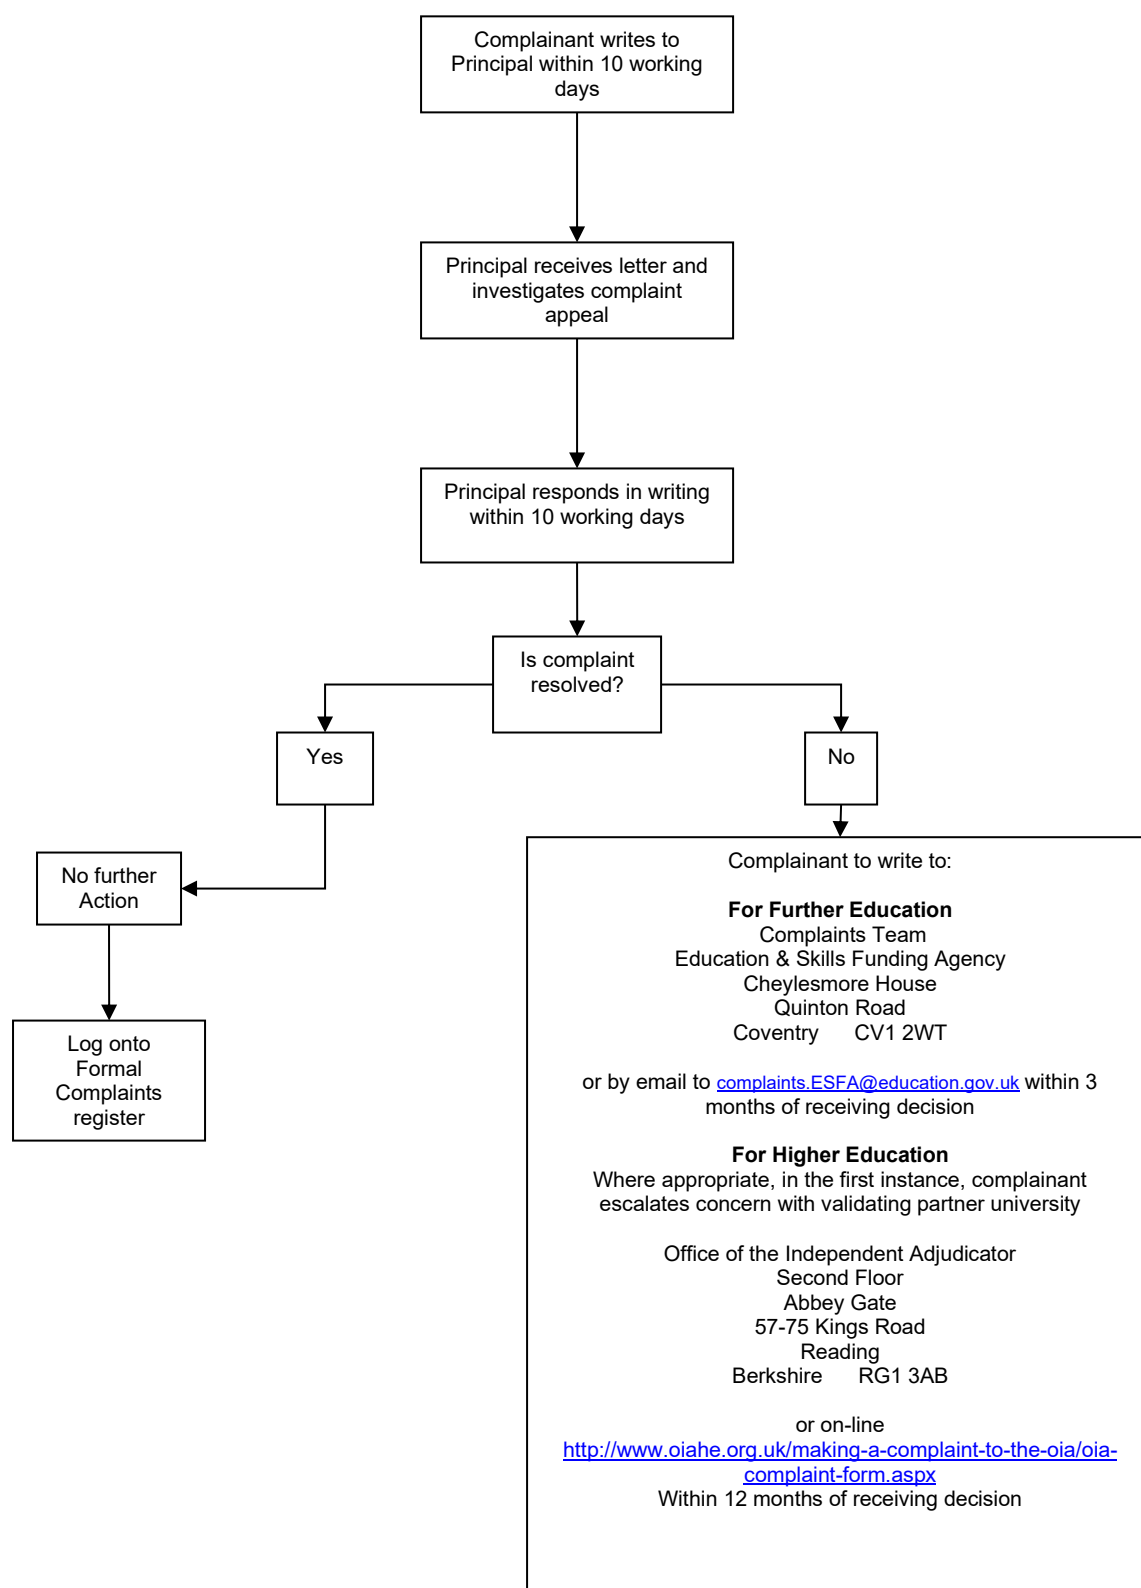 Complainant writes to
Principal within 10 working
days
Principal receives letter and
investigates complaint
appeal
Principal responds in writing
within 10 working days
Is complaint
resolved?
Yes
No
No further
Action
Log onto
Formal
Complaints
register
Complainant to write to:
For Further Education
Complaints Team
Education & Skills Funding Agency
Cheylesmore House
Quinton Road
Coventry CV1 2WT
or by email to complaints.ESFA@education.gov.uk within 3
months of receiving decision
For Higher Education
Where appropriate, in the first instance, complainant
escalates concern with validating partner university
Office of the Independent Adjudicator
Second Floor
Abbey Gate
57-75 Kings Road
Reading
Berkshire RG1 3AB
or on-line
http://www.oiahe.org.uk/making-a-complaint-to-the-oia/oia-
complaint-form.aspx
Within 12 months of receiving decision